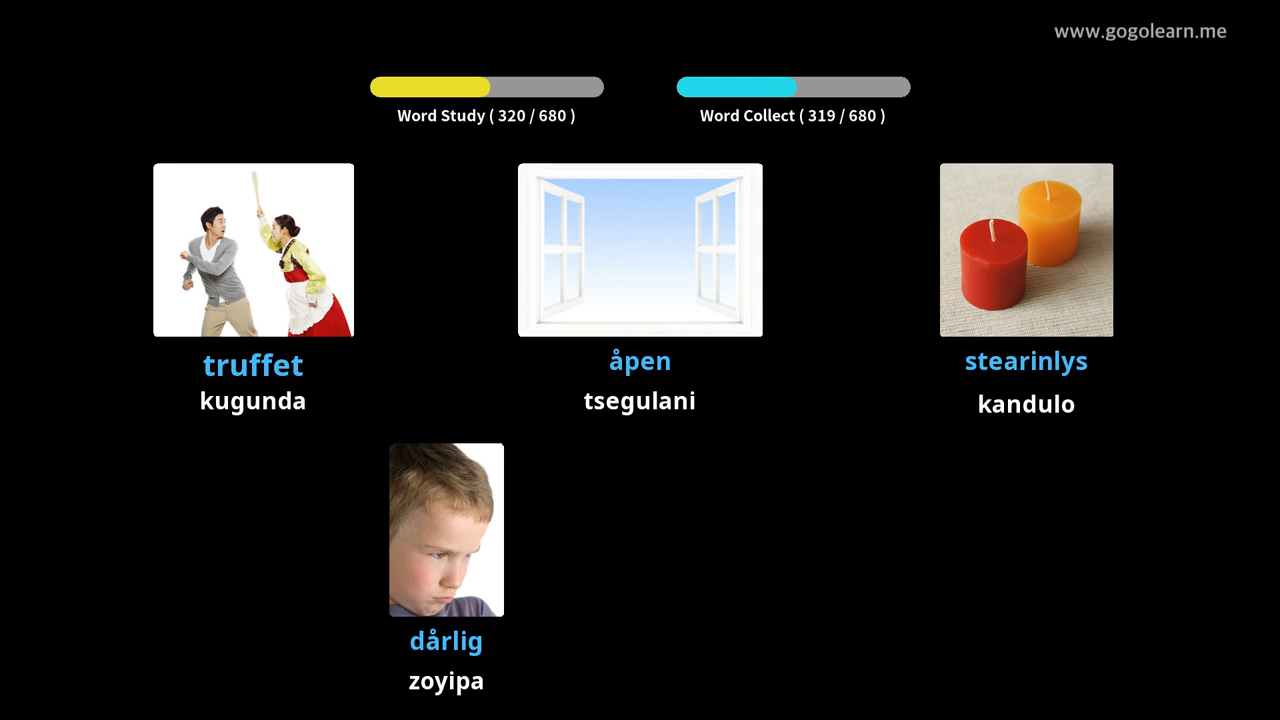 www.gogolearn.me
Word Study ( 320 / 680 )
Word Collect ( 319 / 680 )
truffet
kugunda
åpen
tsegulani
stearinlys
kandulo
dårlig
zoyipa